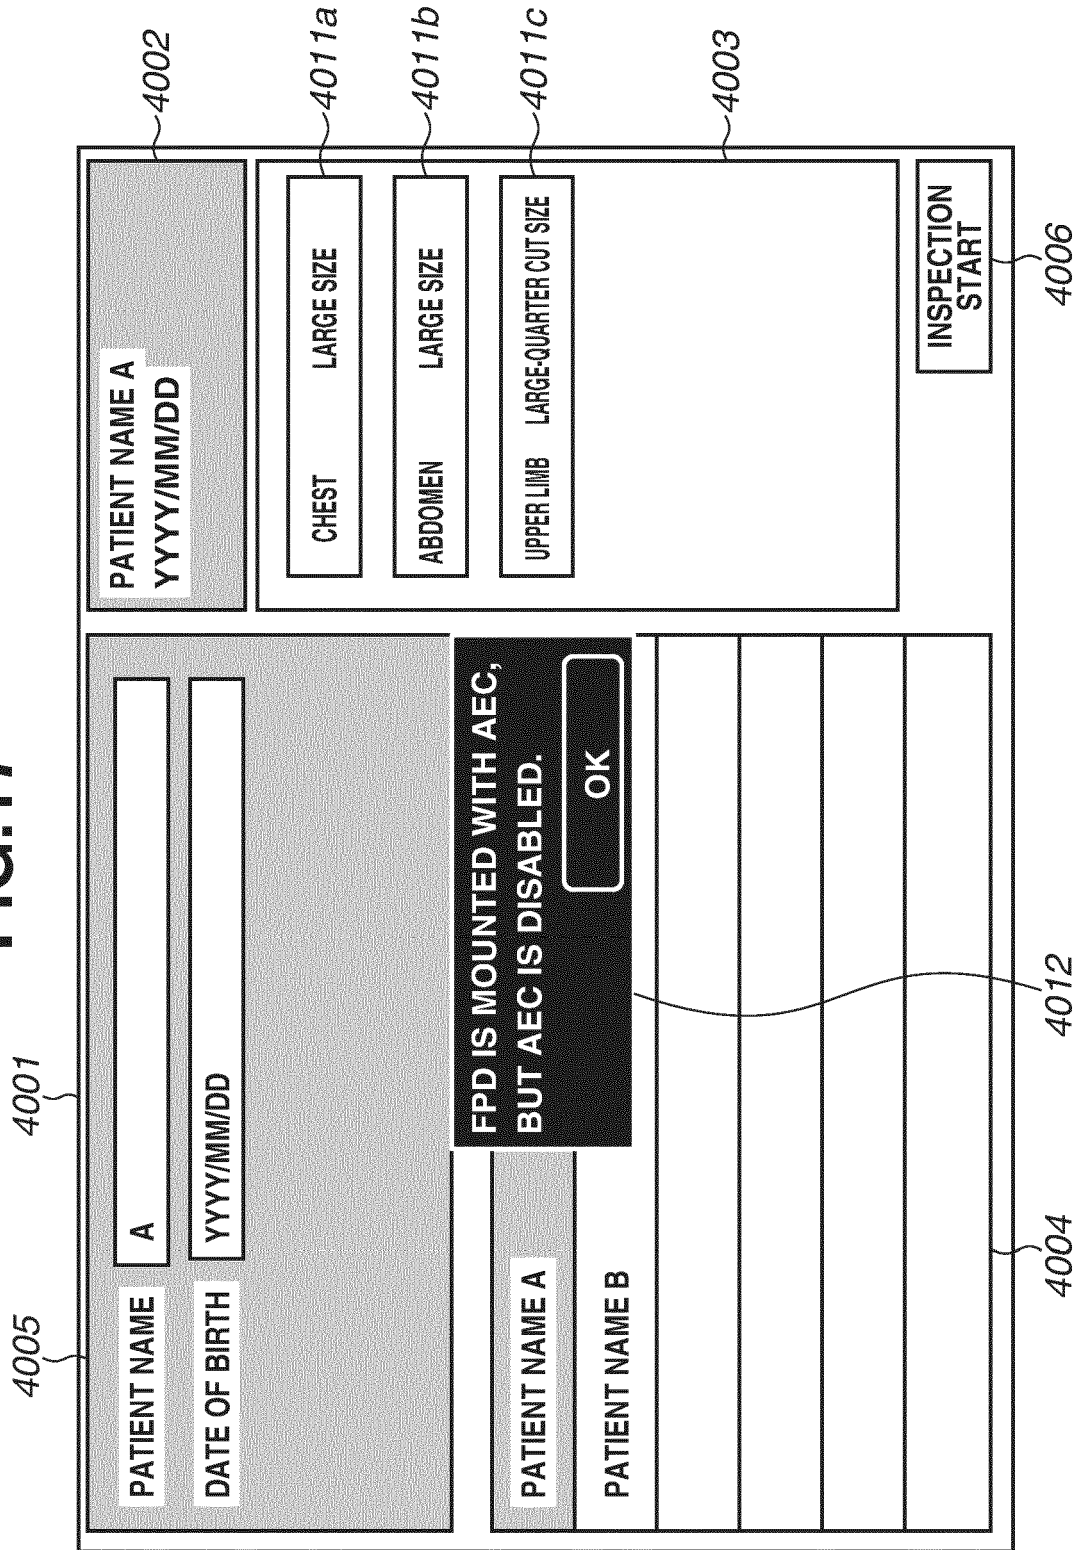 4005
4001
PATIENT NAME
A
DATE OF BIRTH
YYYY/MM/DD
PATIENT NAME A
YYYY/MM/DD
4002
CHEST LARGE SIZE
4011a
ABDOMEN LARGE SIZE
4011b
UPPER LIMB LARGE-QUARTER CUT SIZE
4011c
4003
FPD IS MOUNTED WITH AEC,
BUT AEC IS DISABLED.
OK
PATIENT NAME A
PATIENT NAME B
INSPECTION
START
4004
4012
4006